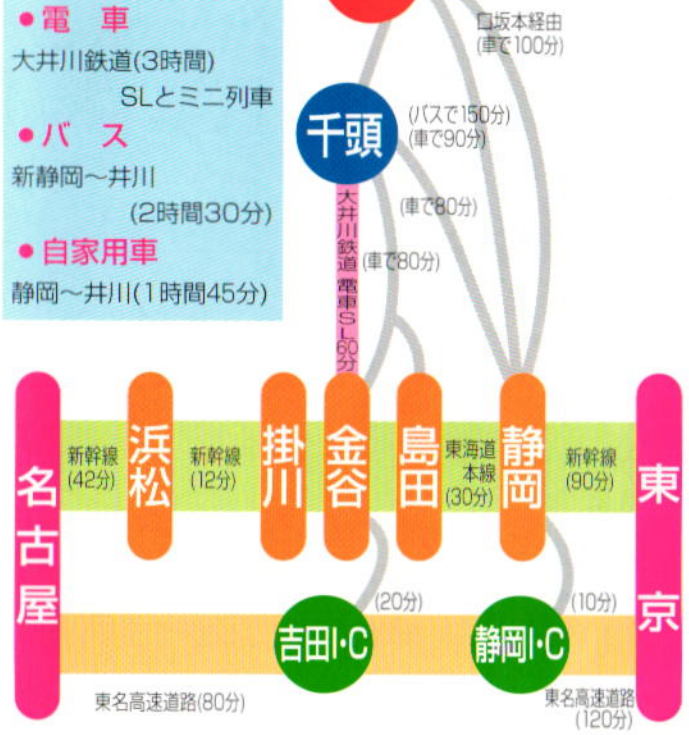 ●電　車
大井川鉄道(3時間)
SLとミニ列車
●バ　ス
新静岡～井川
(2時間30分)
●自家用車
静岡～井川(1時間45分)
口坂本経由
(車で100分)
千頭
(バスで150分)
(車で90分)
(車で80分)
大井川鉄道 電車SL60分
(車で80分)
名古屋
新幹線
(42分)
浜松
新幹線
(12分)
掛川
金谷
島田
東海道
本線
(30分)
静岡
新幹線
(90分)
東京
(20分)
(10分)
吉田I・C
静岡I・C
東名高速道路(80分)
東名高速道路
(120分)